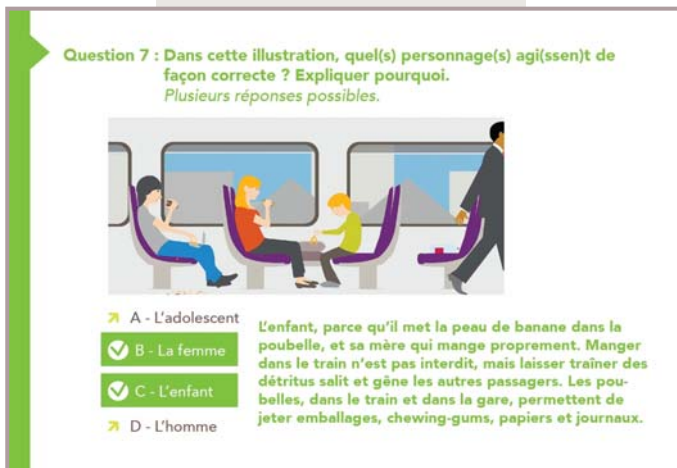 Question 7 : Dans cette illustration, quel(s) personnage(s) agi(ssen)t de
façon correcte ? Expliquer pourquoi.
Plusieurs réponses possibles.
A - L'adolescent
B - La femme
C - L'enfant
D - L'homme
L'enfant, parce qu'il met la peau de banane dans la
poubelle, et sa mère qui mange proprement. Manger
dans le train n'est pas interdit, mais laisser traîner des
détritus salit et gêne les autres passagers. Les pou-
belles, dans le train et dans la gare, permettent de
jeter emballages, chewing-gums, papiers et journaux.